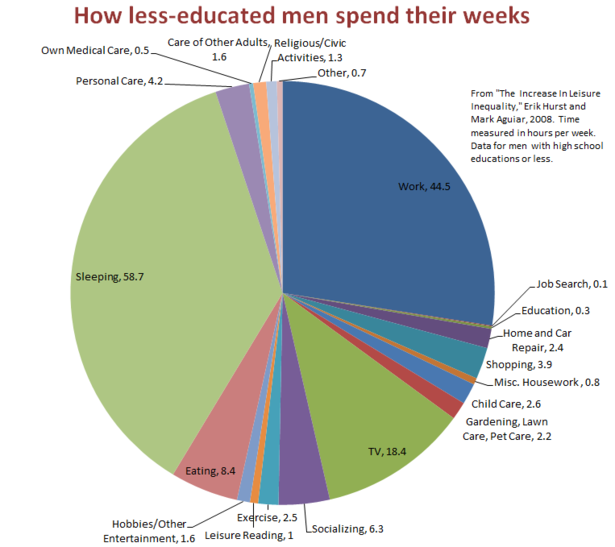 How less-educated men spend their weeks
Own Medical Care, 0.5
Care of Other Adults,
1.6
Religious/Civic
Activities, 1.3
Other, 0.7
Personal Care, 4.2
From "The Increase In Leisure
Inequality," Erik Hurst and
Mark Aguiar, 2008. Time
measured in hours per week.
Data for men with high school
educations or less.
Work, 44.5
Sleeping, 58.7
Job Search, 0.1
Education, 0.3
Home and Car
Repair, 2.4
Shopping, 3.9
Misc. Housework , 0.8
Child Care, 2.6
Gardening, Lawn
Care, Pet Care, 2.2
TV, 18.4
Eating, 8.4
Exercise, 2.5
Socializing, 6.3
Hobbies/Other
Entertainment, 1.6
Leisure Reading, 1